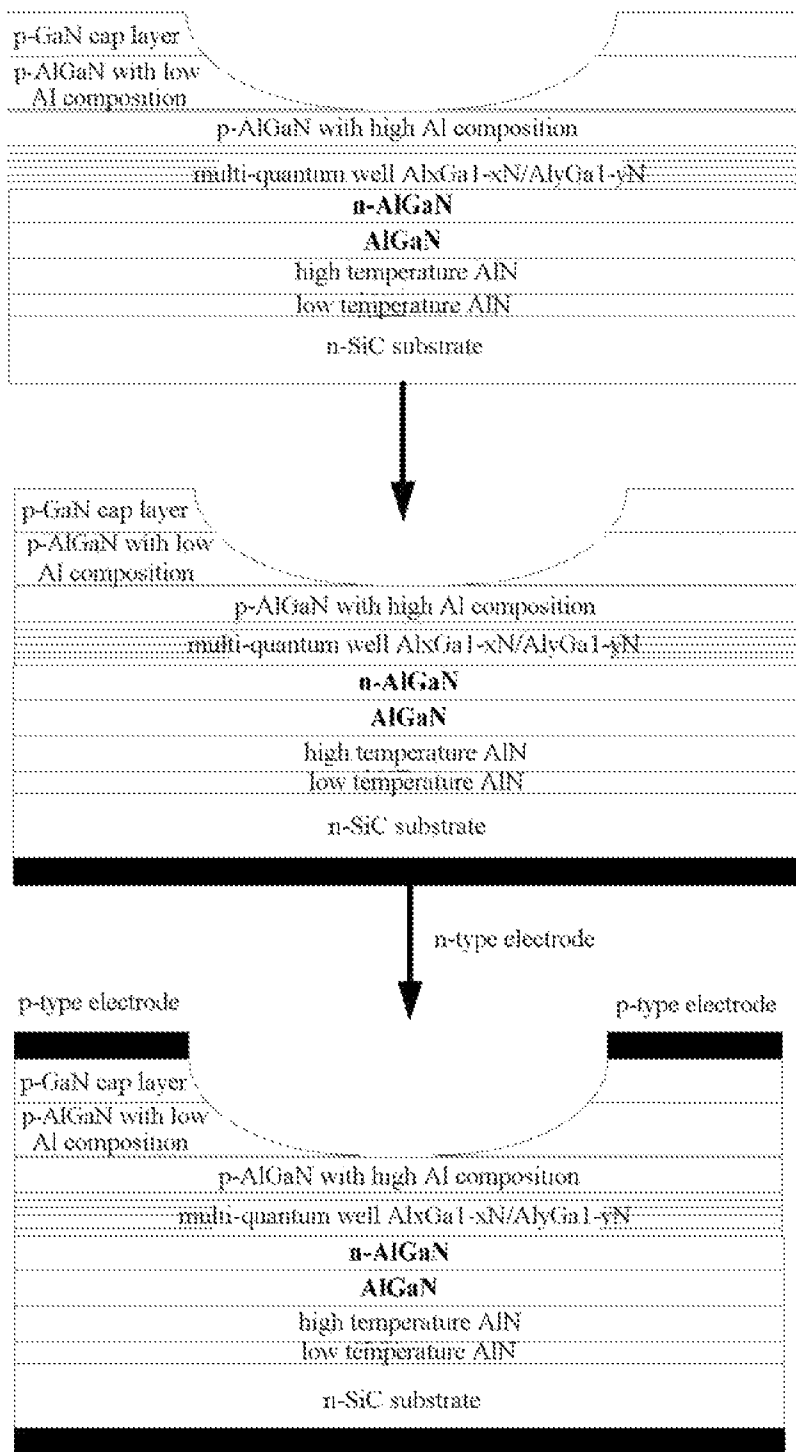 p-GaN cap layer
p-AlGaN with low
Al composition
p-AlGaN with high Al composition
multi-quantum well AlxGa1-xN/AlyGa1-yN
n-AlGaN
AlGaN
high temperature AlN
low temperature AlN
n-SiC substrate
p-GaN cap layer
p-AlGaN with low
Al composition
p-AlGaN with high Al composition
multi-quantum well AlxGa1-xN/AlyGa1-yN
n-AlGaN
AlGaN
high temperature AlN
low temperature AlN
n-SiC substrate
n-type electrode
p-type electrode
p-type electrode
p-GaN cap layer
p-AlGaN with low
Al composition
p-AlGaN with high Al composition
multi-quantum well AlxGa1-xN/AlyGa1-yN
n-AlGaN
AlGaN
high temperature AlN
low temperature AlN
n-SiC substrate